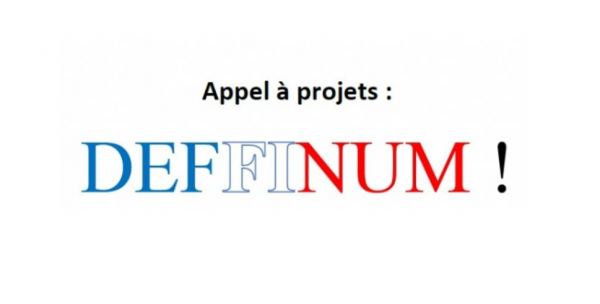 Appel à projets :
DEFFINUM !